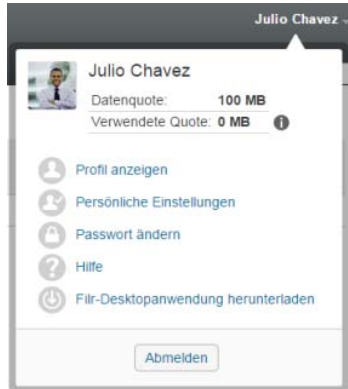 Julio Chavez
Julio Chavez
Datenquote: 100 MB
Verwendete Quote: 0 MB
Profil anzeigen
Persönliche Einstellungen
Passwort ändern
Hilfe
Filr-Desktopanwendung herunterladen
Abmelden